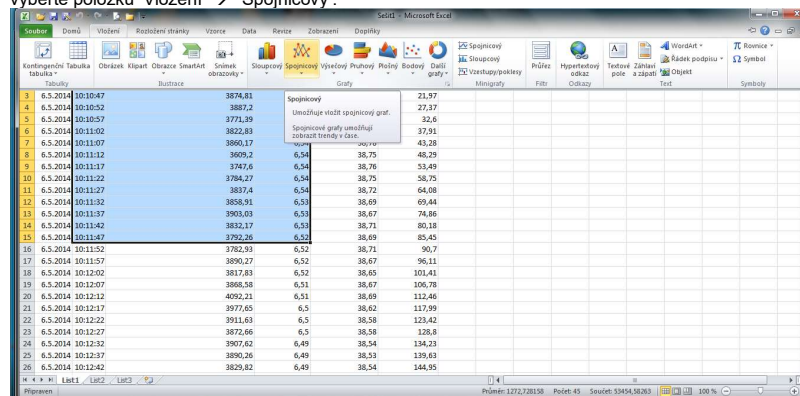 vyberte položku "Vložení" → "Spojnicový".
Sešit1 - Microsoft Excel
Soubor Domů Vložení Rozložení stránky Vzorce Data Revize Zobrazení Doplňky
Kontingenční tabulka Tabulka Obrázek Klipart Obrazce SmartArt Snímek obrazovky Sloupcový Spojnicový Výsečový Pruhový Plošný Bodový Další grafy Spojnicový Sloupcový Vzestupy/poklesy Průřez Hypertextový odkaz Textové pole Záhlaví a zápatí WordArt Řádek podpisu Objekt Rovnice Symbol
Tabulky Ilustrace Grafy Minigrafy Filtr Odkazy Text Symboly
Spojnicový
Umožňuje vložit spojnicový graf.
Spojnicové grafy umožňují
zobrazit trendy v čase.
3 6.5.2014 10:10:47 3874,81 21,97
4 6.5.2014 10:10:52 3887,2 27,37
5 6.5.2014 10:10:57 3771,39 32,6
6 6.5.2014 10:11:02 3822,83 37,91
7 6.5.2014 10:11:07 3860,17 6,54 38,76 43,28
8 6.5.2014 10:11:12 3609,2 6,54 38,75 48,29
9 6.5.2014 10:11:17 3747,6 6,54 38,76 53,49
10 6.5.2014 10:11:22 3784,27 6,54 38,75 58,75
11 6.5.2014 10:11:27 3837,4 6,54 38,72 64,08
12 6.5.2014 10:11:32 3858,91 6,53 38,69 69,44
13 6.5.2014 10:11:37 3903,03 6,53 38,67 74,86
14 6.5.2014 10:11:42 3832,17 6,53 38,71 80,18
15 6.5.2014 10:11:47 3792,26 6,52 38,69 85,45
16 6.5.2014 10:11:52 3782,93 6,52 38,71 90,7
17 6.5.2014 10:11:57 3890,27 6,52 38,67 96,11
18 6.5.2014 10:12:02 3817,83 6,52 38,65 101,41
19 6.5.2014 10:12:07 3868,58 6,51 38,67 106,78
20 6.5.2014 10:12:12 4092,21 6,51 38,69 112,46
21 6.5.2014 10:12:17 3977,65 6,5 38,62 117,99
22 6.5.2014 10:12:22 3911,63 6,5 38,58 123,42
23 6.5.2014 10:12:27 3872,66 6,5 38,58 128,8
24 6.5.2014 10:12:32 3907,62 6,49 38,54 134,23
25 6.5.2014 10:12:37 3890,26 6,49 38,53 139,63
26 6.5.2014 10:12:42 3829,82 6,49 38,54 144,95
List1 List2 List3
Připraven Průměr: 1272,728158 Počet: 45 Součet: 53454,58263 100 %